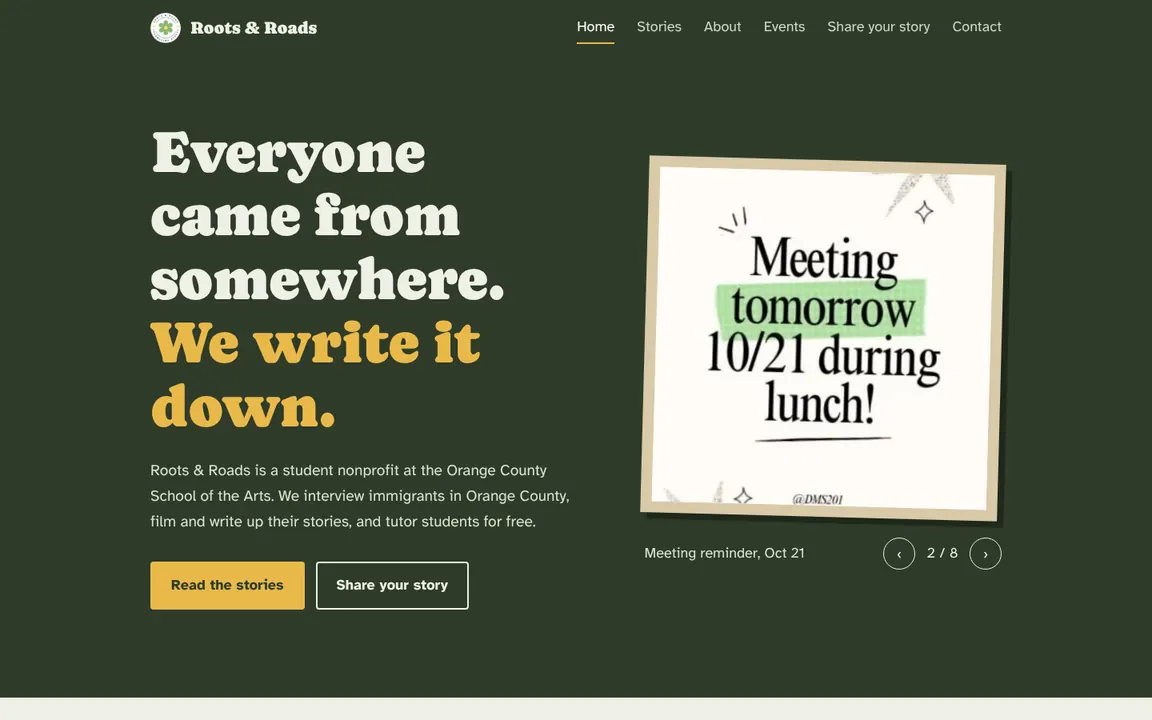 Roots & Roads
Home
Stories
About
Events
Share your story
Contact
Everyone
came from
somewhere.
We write it
down.
Roots & Roads is a student nonprofit at the Orange County
School of the Arts. We interview immigrants in Orange County,
film and write up their stories, and tutor students for free.
Read the stories
Share your story
Meeting
tomorrow
10/21 during
lunch!
@DMS201
Meeting reminder, Oct 21
‹
2 / 8
›